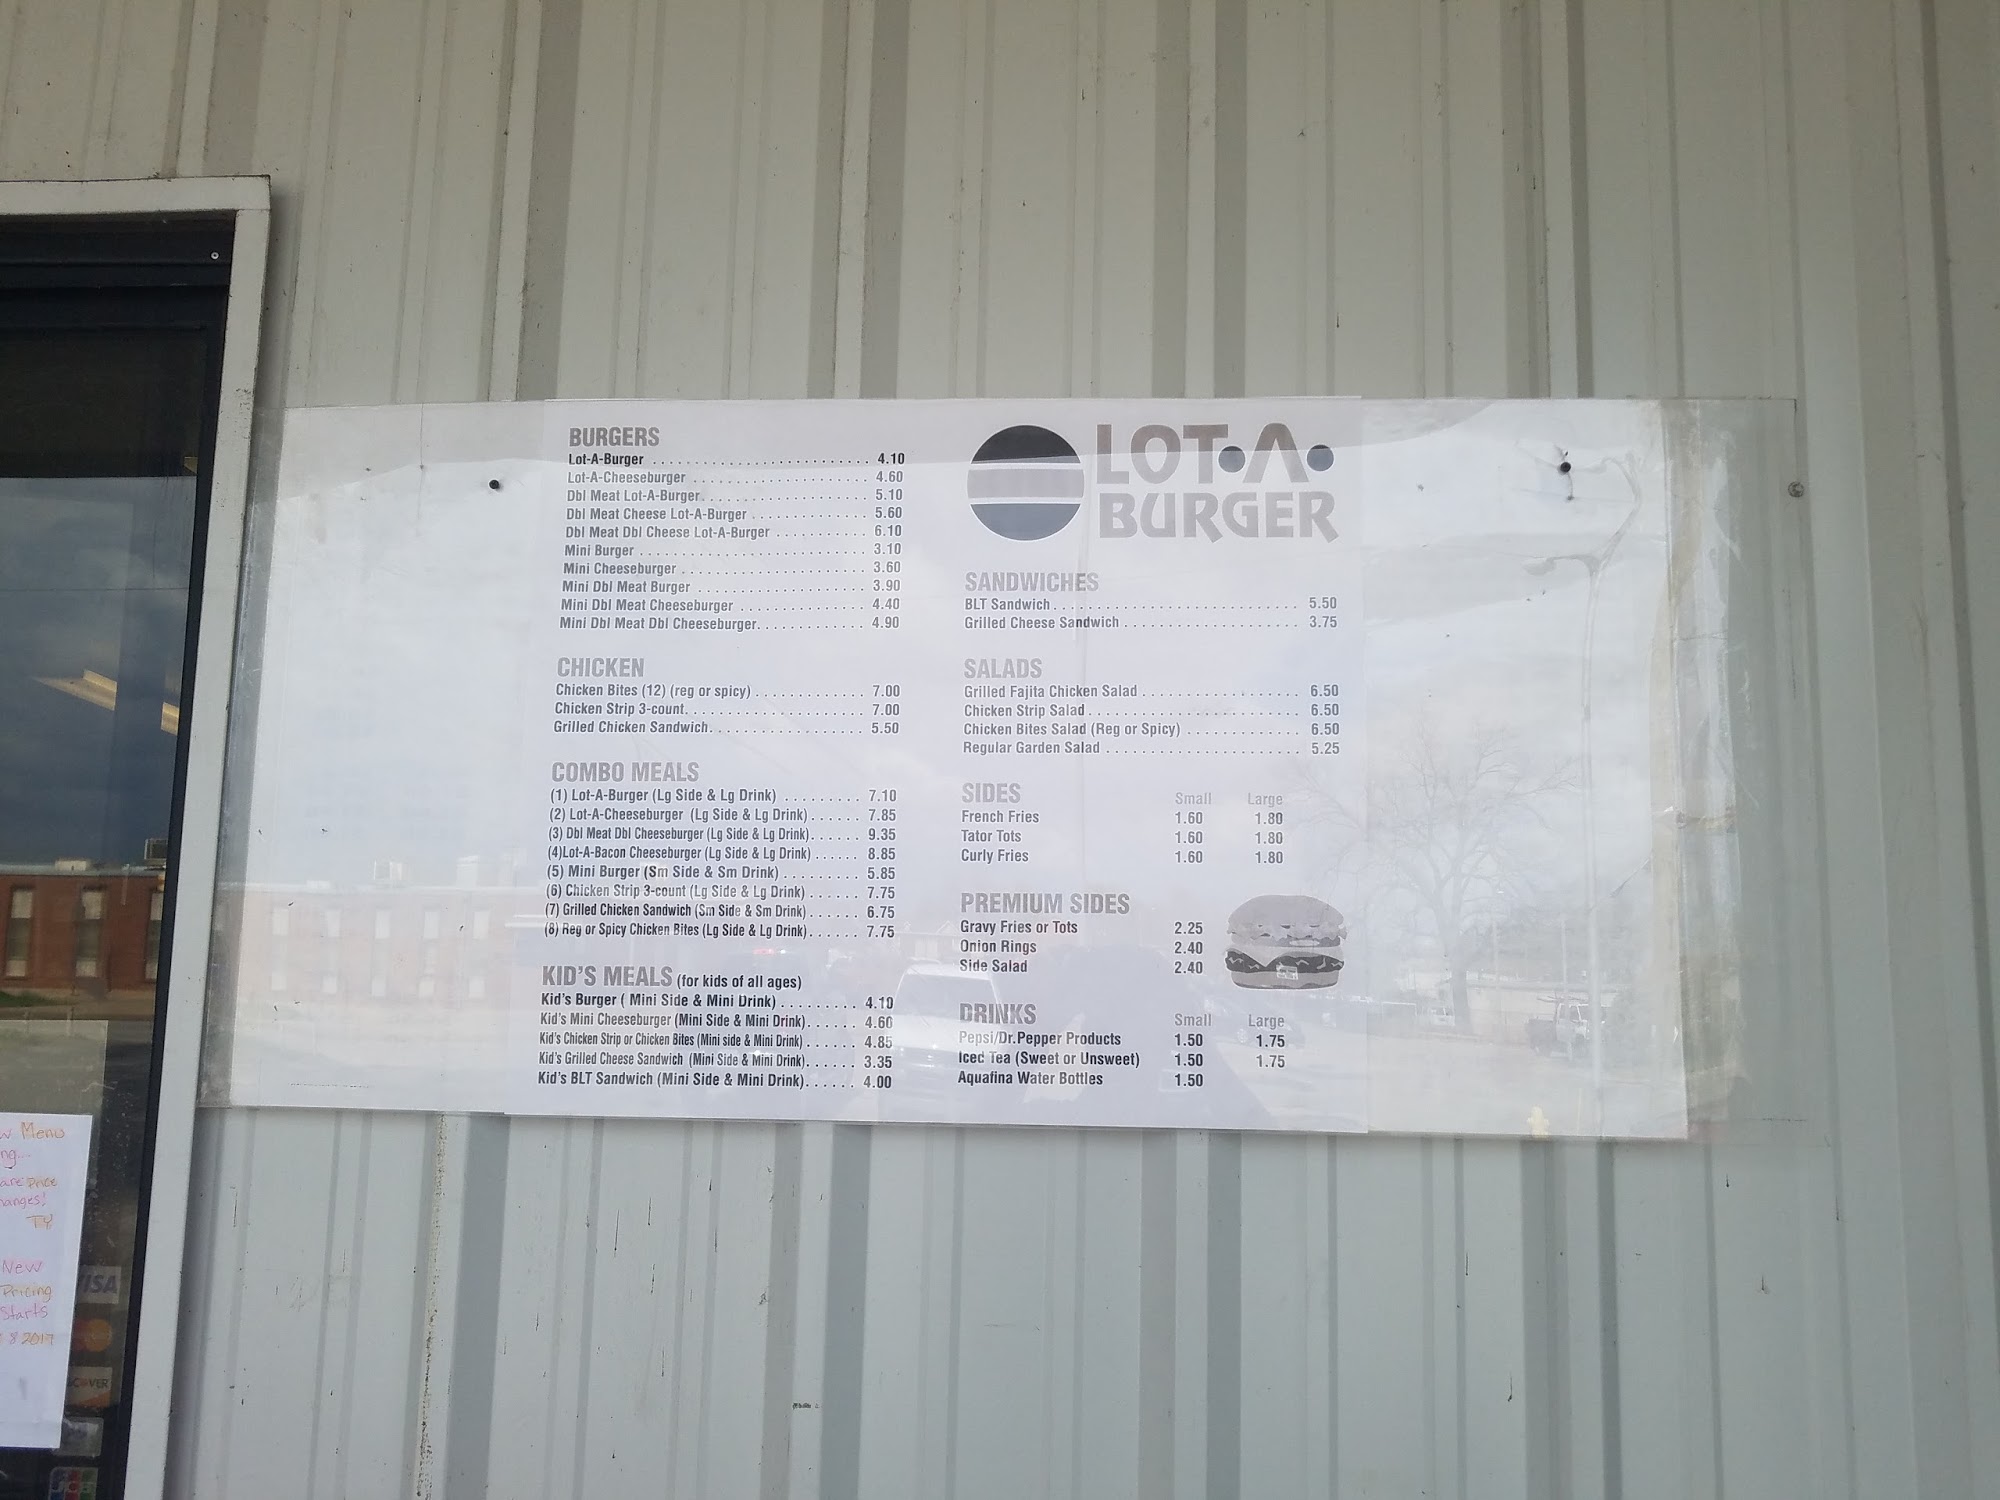 BURGERS
Lot-A-Burger . . . . . . . . . . . . . . . . . . . . . . . . . . 4.10
Lot-A-Cheeseburger . . . . . . . . . . . . . . . . . . . . . 4.60
Dbl Meat Lot-A-Burger. . . . . . . . . . . . . . . . . . . . 5.10
Dbl Meat Cheese Lot-A-Burger . . . . . . . . . . . . . . 5.60
Dbl Meat Dbl Cheese Lot-A-Burger . . . . . . . . . . . 6.10
Mini Burger . . . . . . . . . . . . . . . . . . . . . . . . . . . 3.10
Mini Cheeseburger . . . . . . . . . . . . . . . . . . . . . . 3.60
Mini Dbl Meat Burger . . . . . . . . . . . . . . . . . . . . 3.90
Mini Dbl Meat Cheeseburger . . . . . . . . . . . . . . . 4.40
Mini Dbl Meat Dbl Cheeseburger. . . . . . . . . . . . . 4.90
CHICKEN
Chicken Bites (12) (reg or spicy) . . . . . . . . . . . . . 7.00
Chicken Strip 3-count. . . . . . . . . . . . . . . . . . . . . 7.00
Grilled Chicken Sandwich. . . . . . . . . . . . . . . . . . 5.50
COMBO MEALS
(1) Lot-A-Burger (Lg Side & Lg Drink) . . . . . . . . . 7.10
(2) Lot-A-Cheeseburger (Lg Side & Lg Drink) . . . . . . 7.85
(3) Dbl Meat Dbl Cheeseburger (Lg Side & Lg Drink). . . . . . 9.35
(4)Lot-A-Bacon Cheeseburger (Lg Side & Lg Drink) . . . . . . 8.85
(5) Mini Burger (Sm Side & Sm Drink) . . . . . . . . . 5.85
(6) Chicken Strip 3-count (Lg Side & Lg Drink) . . . . . . 7.75
(7) Grilled Chicken Sandwich (Sm Side & Sm Drink) . . . . . . 6.75
(8) Reg or Spicy Chicken Bites (Lg Side & Lg Drink). . . . . . 7.75
KID'S MEALS (for kids of all ages)
Kid's Burger ( Mini Side & Mini Drink) . . . . . . . . . 4.10
Kid's Mini Cheeseburger (Mini Side & Mini Drink). . . . . . 4.60
Kid's Chicken Strip or Chicken Bites (Mini side & Mini Drink) . . . . . . 4.85
Kid's Grilled Cheese Sandwich (Mini Side & Mini Drink). . . . . . 3.35
Kid's BLT Sandwich (Mini Side & Mini Drink). . . . . . 4.00
LOT•A•
BURGER
SANDWICHES
BLT Sandwich. . . . . . . . . . . . . . . . . . . . . . . . . . . . . 5.50
Grilled Cheese Sandwich . . . . . . . . . . . . . . . . . . . . . 3.75
SALADS
Grilled Fajita Chicken Salad . . . . . . . . . . . . . . . . . . . 6.50
Chicken Strip Salad . . . . . . . . . . . . . . . . . . . . . . . . . 6.50
Chicken Bites Salad (Reg or Spicy) . . . . . . . . . . . . . 6.50
Regular Garden Salad . . . . . . . . . . . . . . . . . . . . . . . 5.25
SIDES Small Large
French Fries 1.60 1.80
Tator Tots 1.60 1.80
Curly Fries 1.60 1.80
PREMIUM SIDES
Gravy Fries or Tots 2.25
Onion Rings 2.40
Side Salad 2.40
DRINKS Small Large
Pepsi/Dr.Pepper Products 1.50 1.75
Iced Tea (Sweet or Unsweet) 1.50 1.75
Aquafina Water Bottles 1.50
Menu
Price
TY
New
Pricing
Starts
8 2017
VISA
JCB